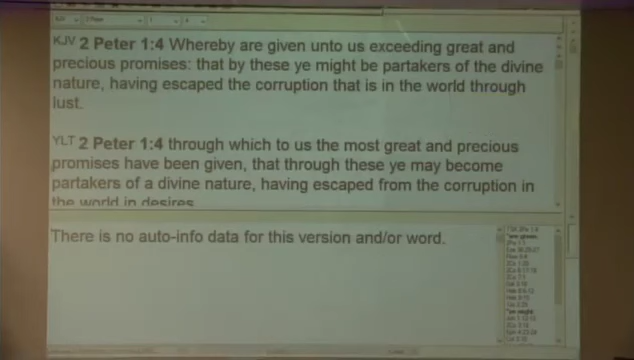 KJV 2 Peter 1:4 Whereby are given unto us exceeding great and
precious promises: that by these ye might be partakers of the divine
nature, having escaped the corruption that is in the world through
lust.
YLT 2 Peter 1:4 through which to us the most great and precious
promises have been given, that through these ye may become
partakers of a divine nature, having escaped from the corruption in
the world in desires
There is no auto-info data for this version and/or word.